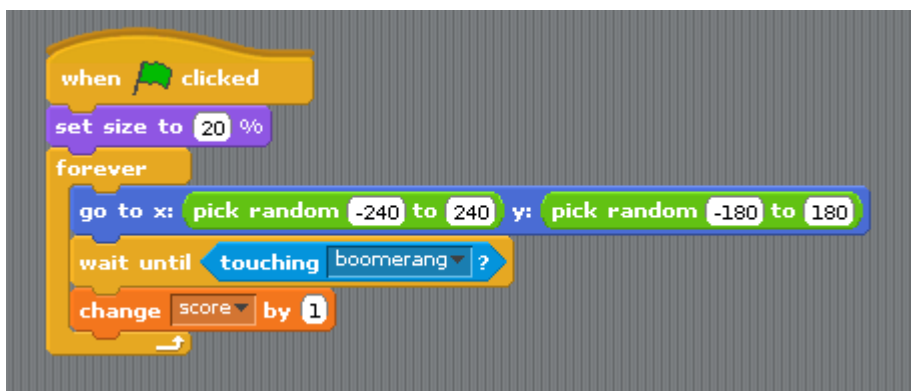 when clicked
set size to 20 %
forever
go to x: pick random -240 to 240 y: pick random -180 to 180
wait until touching boomerang ?
change score by 1